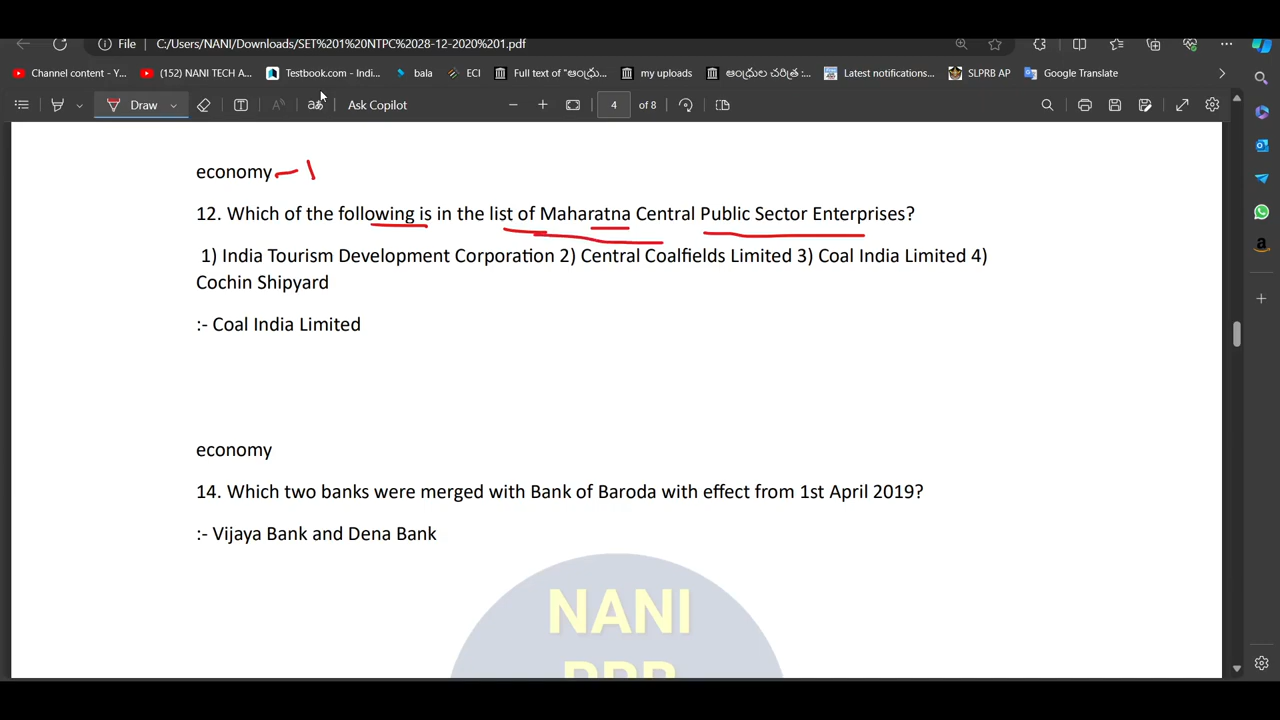 File C:/Users/NANI/Downloads/SET%201%20NTPC%2028-12-2020%201.pdf
Channel content - Y... (152) NANI TECH A... Testbook.com - Indi... bala ECI Full text of "ఆంధ్రు... my uploads ఆంధ్రుల చరిత్ర :... Latest notifications... SLPRB AP Google Translate
Draw Ask Copilot 4 of 8
economy - 1
12. Which of the following is in the list of Maharatna Central Public Sector Enterprises?
1) India Tourism Development Corporation 2) Central Coalfields Limited 3) Coal India Limited 4)
Cochin Shipyard
:- Coal India Limited
economy
14. Which two banks were merged with Bank of Baroda with effect from 1st April 2019?
:- Vijaya Bank and Dena Bank
NANI